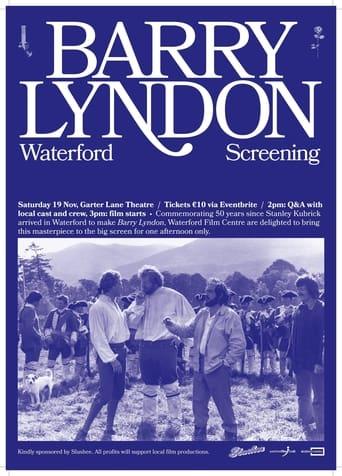 BARRY
LYNDON
Waterford Screening
Saturday 19 Nov, Garter Lane Theatre / Tickets €10 via Eventbrite / 2pm: Q&A with
local cast and crew, 3pm: film starts • Commemorating 50 years since Stanley Kubrick
arrived in Waterford to make Barry Lyndon, Waterford Film Centre are delighted to bring
this masterpiece to the big screen for one afternoon only.
Kindly sponsored by Slushee. All profits will support local film productions.